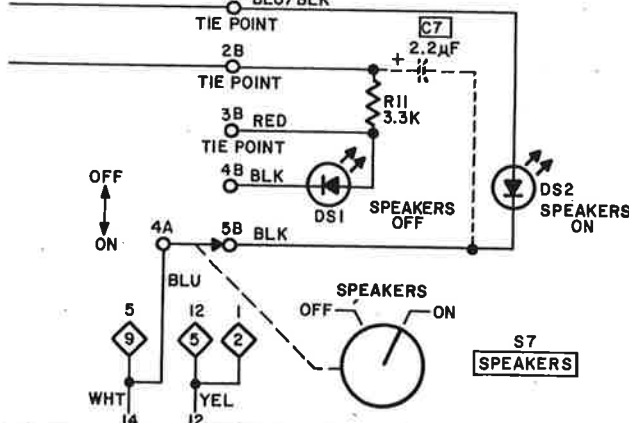 BLU/BLK
TIE POINT
C7
2.2µF
+
2B
TIE POINT
R11
3.3K
3B RED
TIE POINT
4B BLK
DS1
SPEAKERS
OFF
DS2
SPEAKERS
ON
OFF
ON
4A
5B BLK
BLU
SPEAKERS
OFF
ON
5
9
12
5
1
2
S7
SPEAKERS
WHT
YEL
14
12